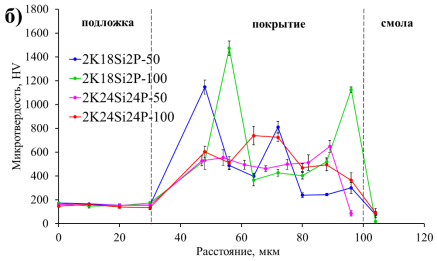 б)
подложка покрытие смола
2K18Si2P-50
2K18Si2P-100
2K24Si24P-50
2K24Si24P-100
Микротвердость, HV
1800
1600
1400
1200
1000
800
600
400
200
0
0 20 40 60 80 100 120
Расстояние, мкм